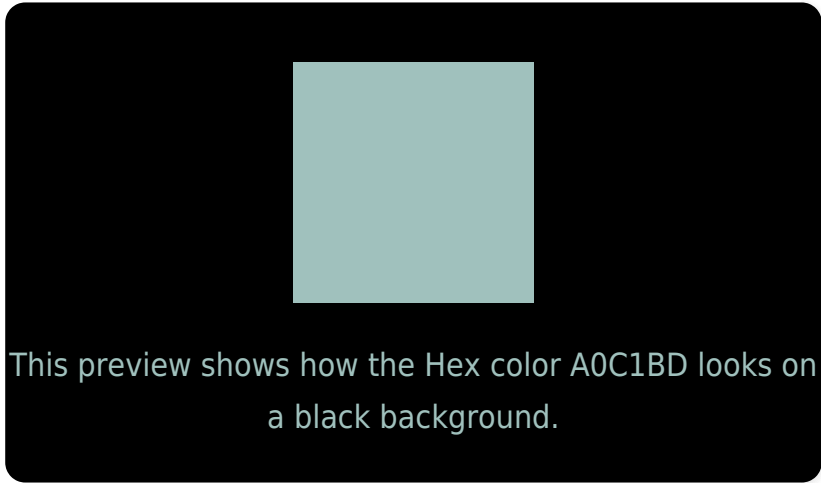 This preview shows how the Hex color A0C1BD looks on
a black background.